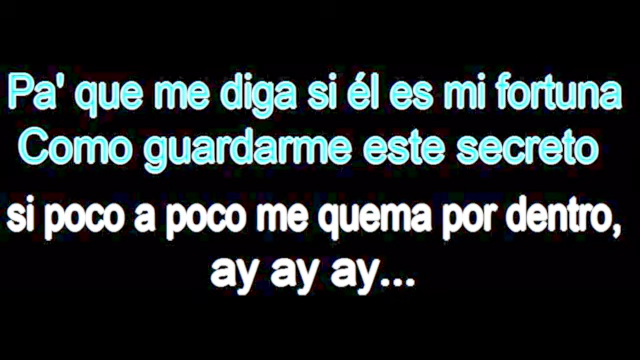 Pa' que me diga si él es mi fortuna
Como guardarme este secreto
si poco a poco me quema por dentro,
ay ay ay...